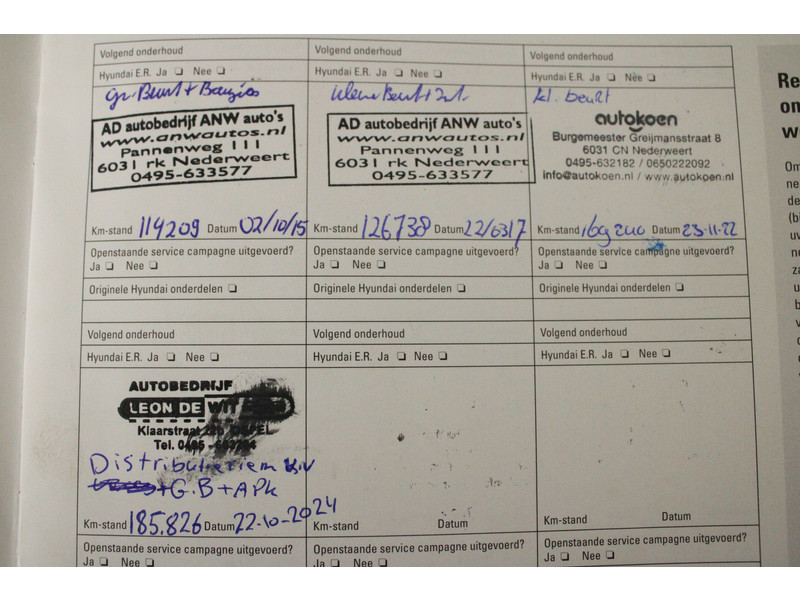 Volgend onderhoud
Hyundai E.R. Ja ☐ Nee ☐
gr. Beurt + Bougies
AD autobedrijf ANW auto's
www.anwautos.nl
Pannenweg 111
6031 rk Nederweert
0495-633577
Km-stand 114209 Datum 02/10/15
Openstaande service campagne uitgevoerd?
Ja ☐ Nee ☐
Originele Hyundai onderdelen ☐
Volgend onderhoud
Hyundai E.R. Ja ☐ Nee ☐
kleine Beurt +
AD autobedrijf ANW auto's
www.anwautos.nl
Pannenweg 111
6031 rk Nederweert
0495-633577
Km-stand 126738 Datum 22/0317
Openstaande service campagne uitgevoerd?
Ja ☐ Nee ☐
Originele Hyundai onderdelen ☐
Volgend onderhoud
Hyundai E.R. Ja ☐ Nee ☐
kl. beurt
autokoen
Burgemeester Greijmansstraat 8
6031 CN Nederweert
0495-632182 / 0650222092
info@autokoen.nl / www.autokoen.nl
Km-stand Datum 23-11-22
Openstaande service campagne uitgevoerd?
Ja ☐ Nee ☐
Originele Hyundai onderdelen ☐
Volgend onderhoud
Hyundai E.R. Ja ☐ Nee ☐
AUTOBEDRIJF
LEON DE WIT
Klaarstraat
Tel.
Distributieriem
+ G.B + APk
Km-stand 185.826 Datum 22-10-2024
Openstaande service campagne uitgevoerd?
Ja ☐ Nee ☐
Volgend onderhoud
Hyundai E.R. Ja ☐ Nee ☐
Km-stand Datum
Openstaande service campagne uitgevoerd?
Ja ☐ Nee ☐
Volgend onderhoud
Hyundai E.R. Ja ☐ Nee ☐
Km-stand Datum
Openstaande service campagne uitgevoerd?
Ja ☐ Nee ☐